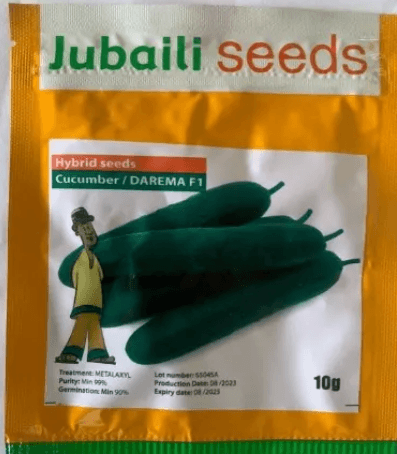 Jubaili seeds
Hybrid seeds
Cucumber / DAREMA F1
Treatment: METALAXYL
Purity: Min 99%
Germination: Min 90%
Lot number: 55045A
Production Date: 08 /2023
Expiry date: 08 /2023
10g